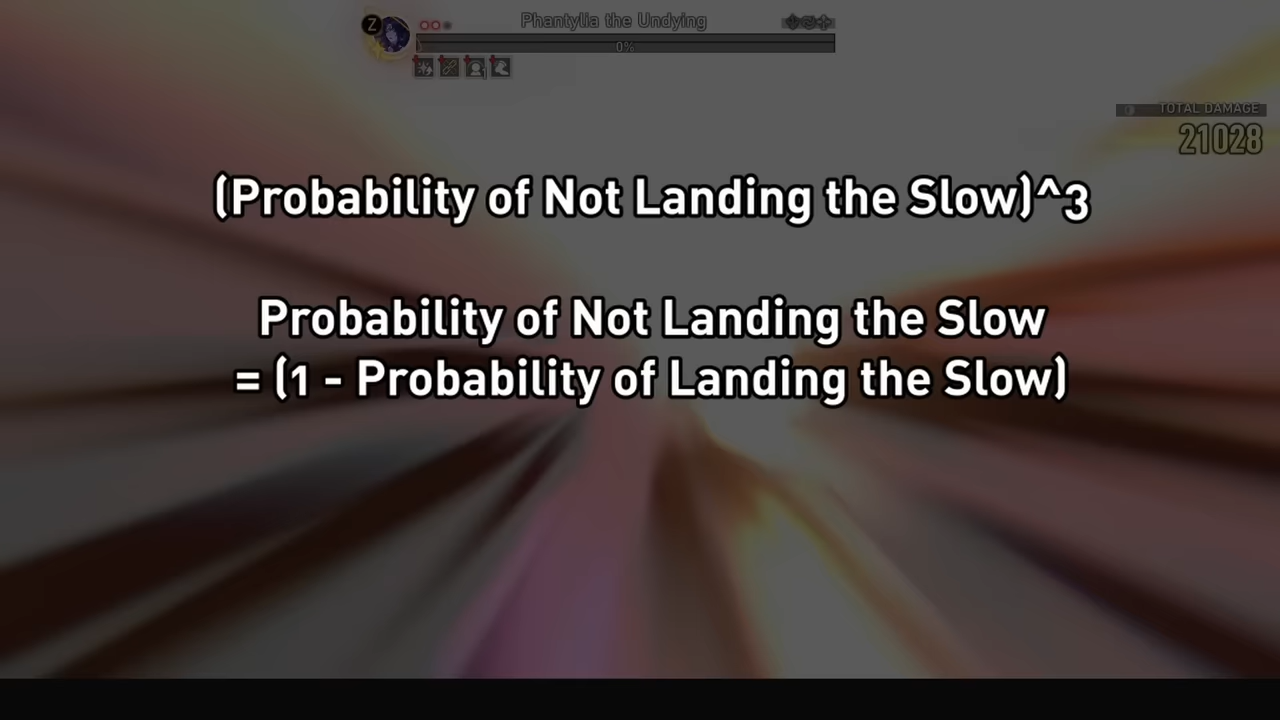 Z
Phantylia the Undying
0%
TOTAL DAMAGE
21028
(Probability of Not Landing the Slow)^3
Probability of Not Landing the Slow
= (1 - Probability of Landing the Slow)